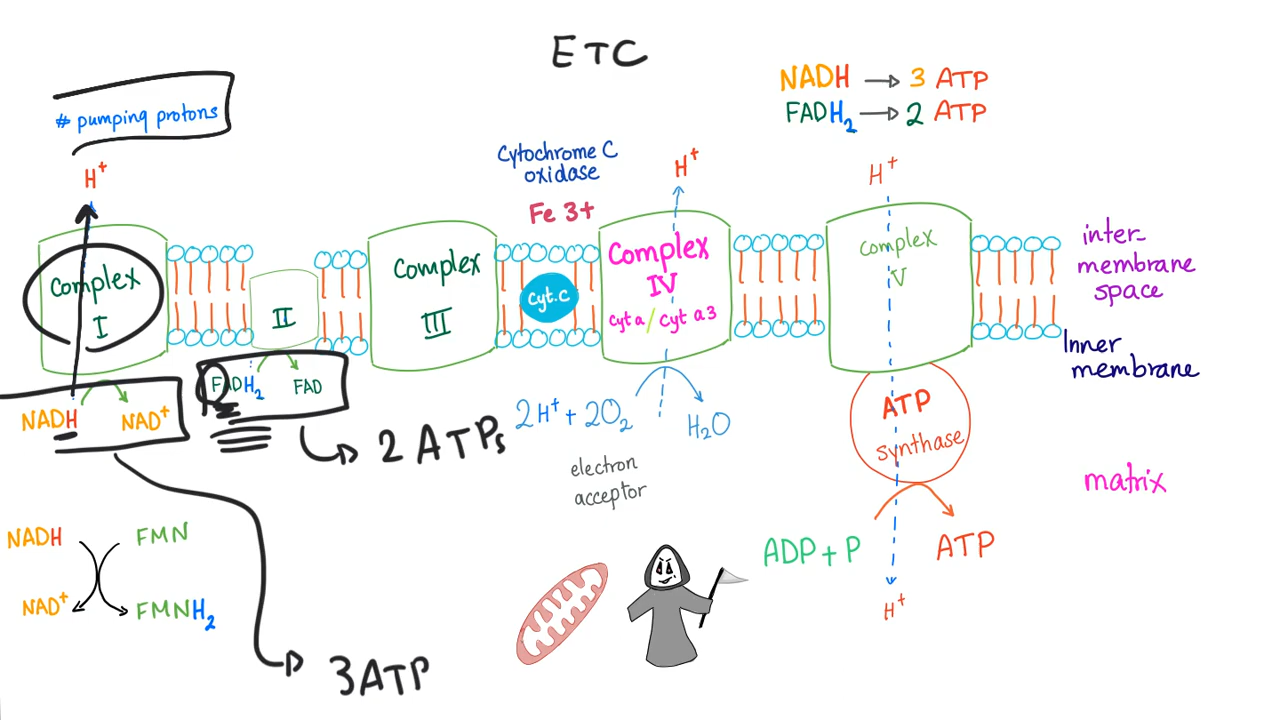 ETC
NADH → 3 ATP
FADH₂ → 2 ATP
# pumping protons
H⁺
Cytochrome C
oxidase
Fe 3+
H⁺
H⁺
Complex
I
II
Complex
III
Cyt.c
Complex
IV
Cyt a / Cyt a3
Complex
V
inter-
membrane
space
Inner
membrane
NADH
NAD⁺
FADH₂
FAD
2 ATPs
2H⁺ + 2O₂
H₂O
electron
acceptor
ATP
synthase
matrix
NADH
FMN
NAD⁺
FMNH₂
ADP + P
ATP
H⁺
3ATP